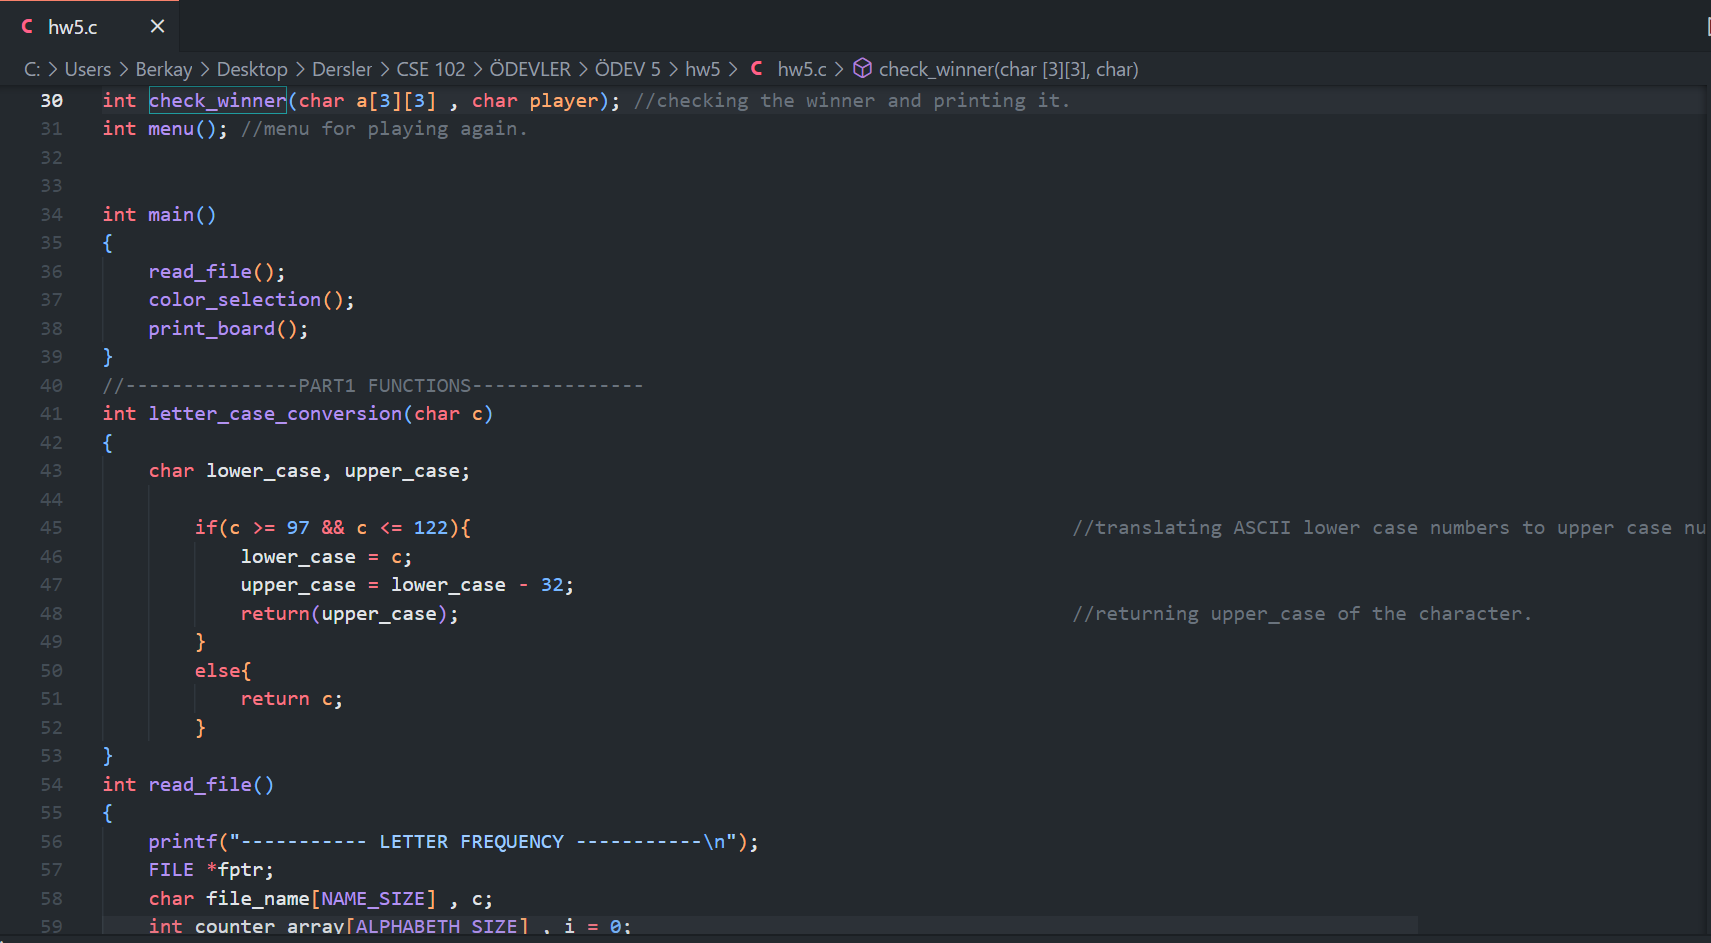 C hw5.c ×
C: > Users > Berkay > Desktop > Dersler > CSE 102 > ÖDEVLER > ÖDEV 5 > hw5 > C hw5.c > check_winner(char [3][3], char)
30 int check_winner(char a[3][3] , char player); //checking the winner and printing it.
31 int menu(); //menu for playing again.
32
33
34 int main()
35 {
36     read_file();
37     color_selection();
38     print_board();
39 }
40 //---------------PART1 FUNCTIONS---------------
41 int letter_case_conversion(char c)
42 {
43     char lower_case, upper_case;
44
45         if(c >= 97 && c <= 122){ //translating ASCII lower case numbers to upper case nu
46             lower_case = c;
47             upper_case = lower_case - 32;
48             return(upper_case); //returning upper_case of the character.
49         }
50         else{
51             return c;
52         }
53 }
54 int read_file()
55 {
56     printf("----------- LETTER FREQUENCY -----------\n");
57     FILE *fptr;
58     char file_name[NAME_SIZE] , c;
59     int counter_array[ALPHABETH_SIZE] , i = 0;